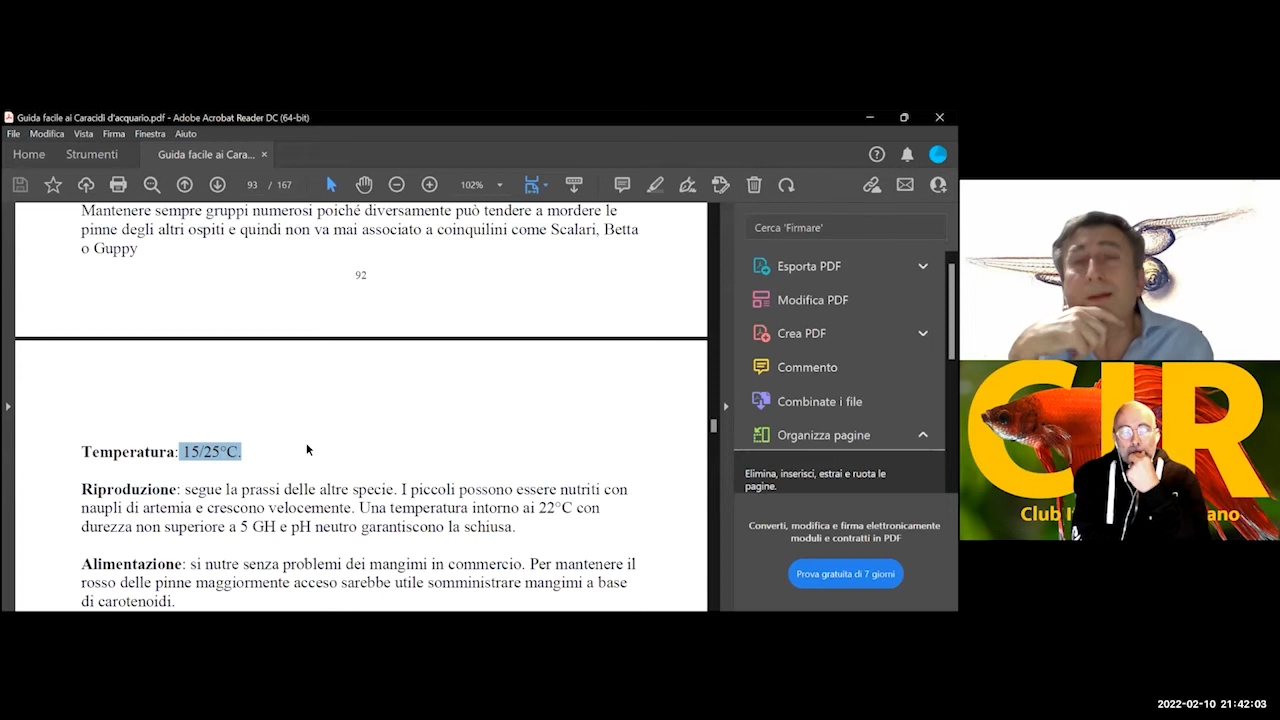 Guida facile ai Caracidi d'acquario.pdf - Adobe Acrobat Reader DC (64-bit)
File Modifica Vista Firma Finestra Aiuto
Home Strumenti Guida facile ai Cara... ×
93 / 167 102%
Mantenere sempre gruppi numerosi poiché diversamente può tendere a mordere le
pinne degli altri ospiti e quindi non va mai associato a coinquilini come Scalari, Betta
o Guppy
92
Temperatura: 15/25°C.
Riproduzione: segue la prassi delle altre specie. I piccoli possono essere nutriti con
naupli di artemia e crescono velocemente. Una temperatura intorno ai 22°C con
durezza non superiore a 5 GH e pH neutro garantiscono la schiusa.
Alimentazione: si nutre senza problemi dei mangimi in commercio. Per mantenere il
rosso delle pinne maggiormente acceso sarebbe utile somministrare mangimi a base
di carotenoidi.
Cerca 'Firmare'
Esporta PDF
Modifica PDF
Crea PDF
Commento
Combinate i file
Organizza pagine
Elimina, inserisci, estrai e ruota le
pagine.
Converti, modifica e firma elettronicamente
moduli e contratti in PDF
Prova gratuita di 7 giorni
CIR
Club I ano
2022-02-10 21:42:03